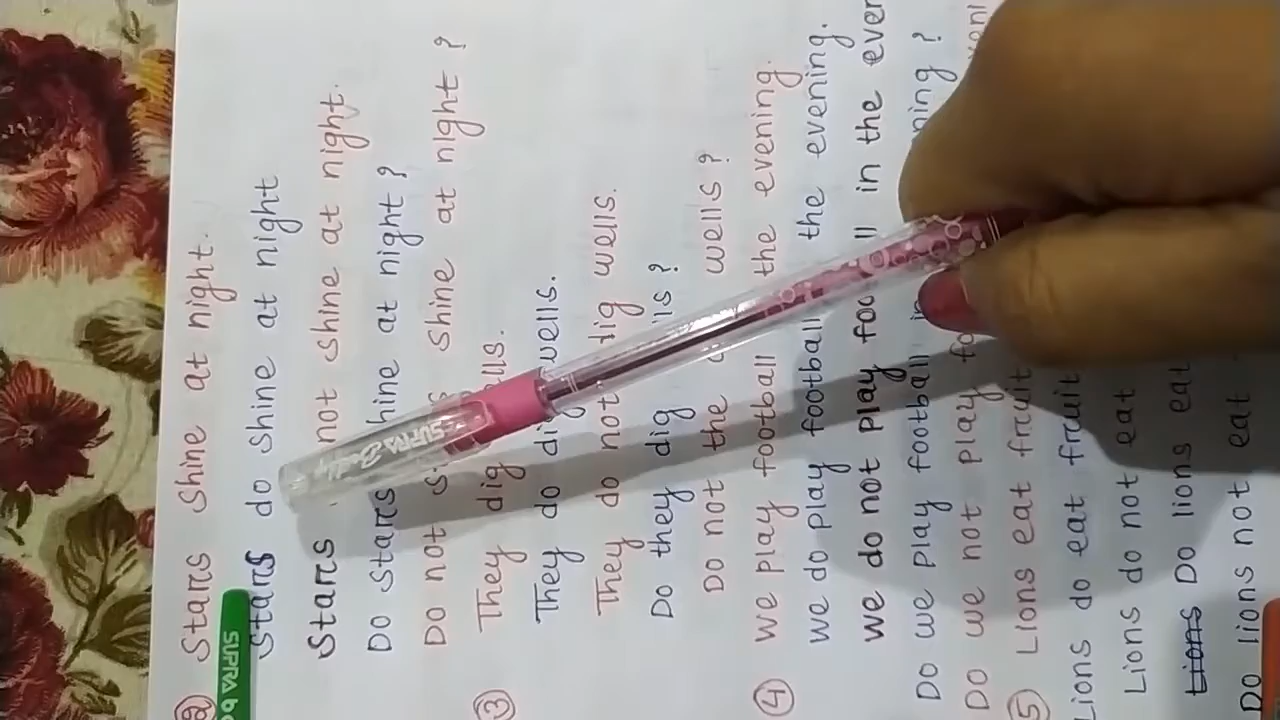 ② Stars shine at night.
Stars do shine at night
Stars not shine at night.
Do stars shine at night?
Do not shine at night?
③ They dig wells.
They do dig wells.
They do not dig wells.
Do they dig wells?
Do not the wells?
④ we play football the evening.
we do play football the evening.
we do not play in the
Do we play football in
Do we not play
⑤ Lions eat fruit
Lions do eat fruit
Lions do not eat
Lions Do lions eat
Do lions not eat
SUPRA
SUPRA